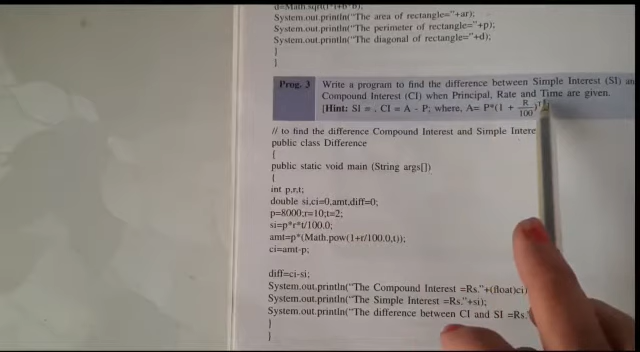 d=Math.sqrt(l*l+b*b);
System.out.println("The area of rectangle="+ar);
System.out.println("The perimeter of rectangle="+p);
System.out.println("The diagonal of rectangle="+d);
}
}
Prog. 3 Write a program to find the difference between Simple Interest (SI) an
Compound Interest (CI) when Principal, Rate and Time are given.
[Hint: SI = , CI = A - P; where, A= P*(1 + R/100)
// to find the difference Compound Interest and Simple Intere
public class Difference
{
public static void main (String args[])
{
int p,r,t;
double si,ci=0,amt,diff=0;
p=8000;r=10;t=2;
si=p*r*t/100.0;
amt=p*(Math.pow(1+r/100.0,t));
ci=amt-p;
diff=ci-si;
System.out.println("The Compound Interest =Rs."+(float)ci)
System.out.println("The Simple Interest =Rs."+si);
System.out.println("The difference between CI and SI =Rs.
}
}